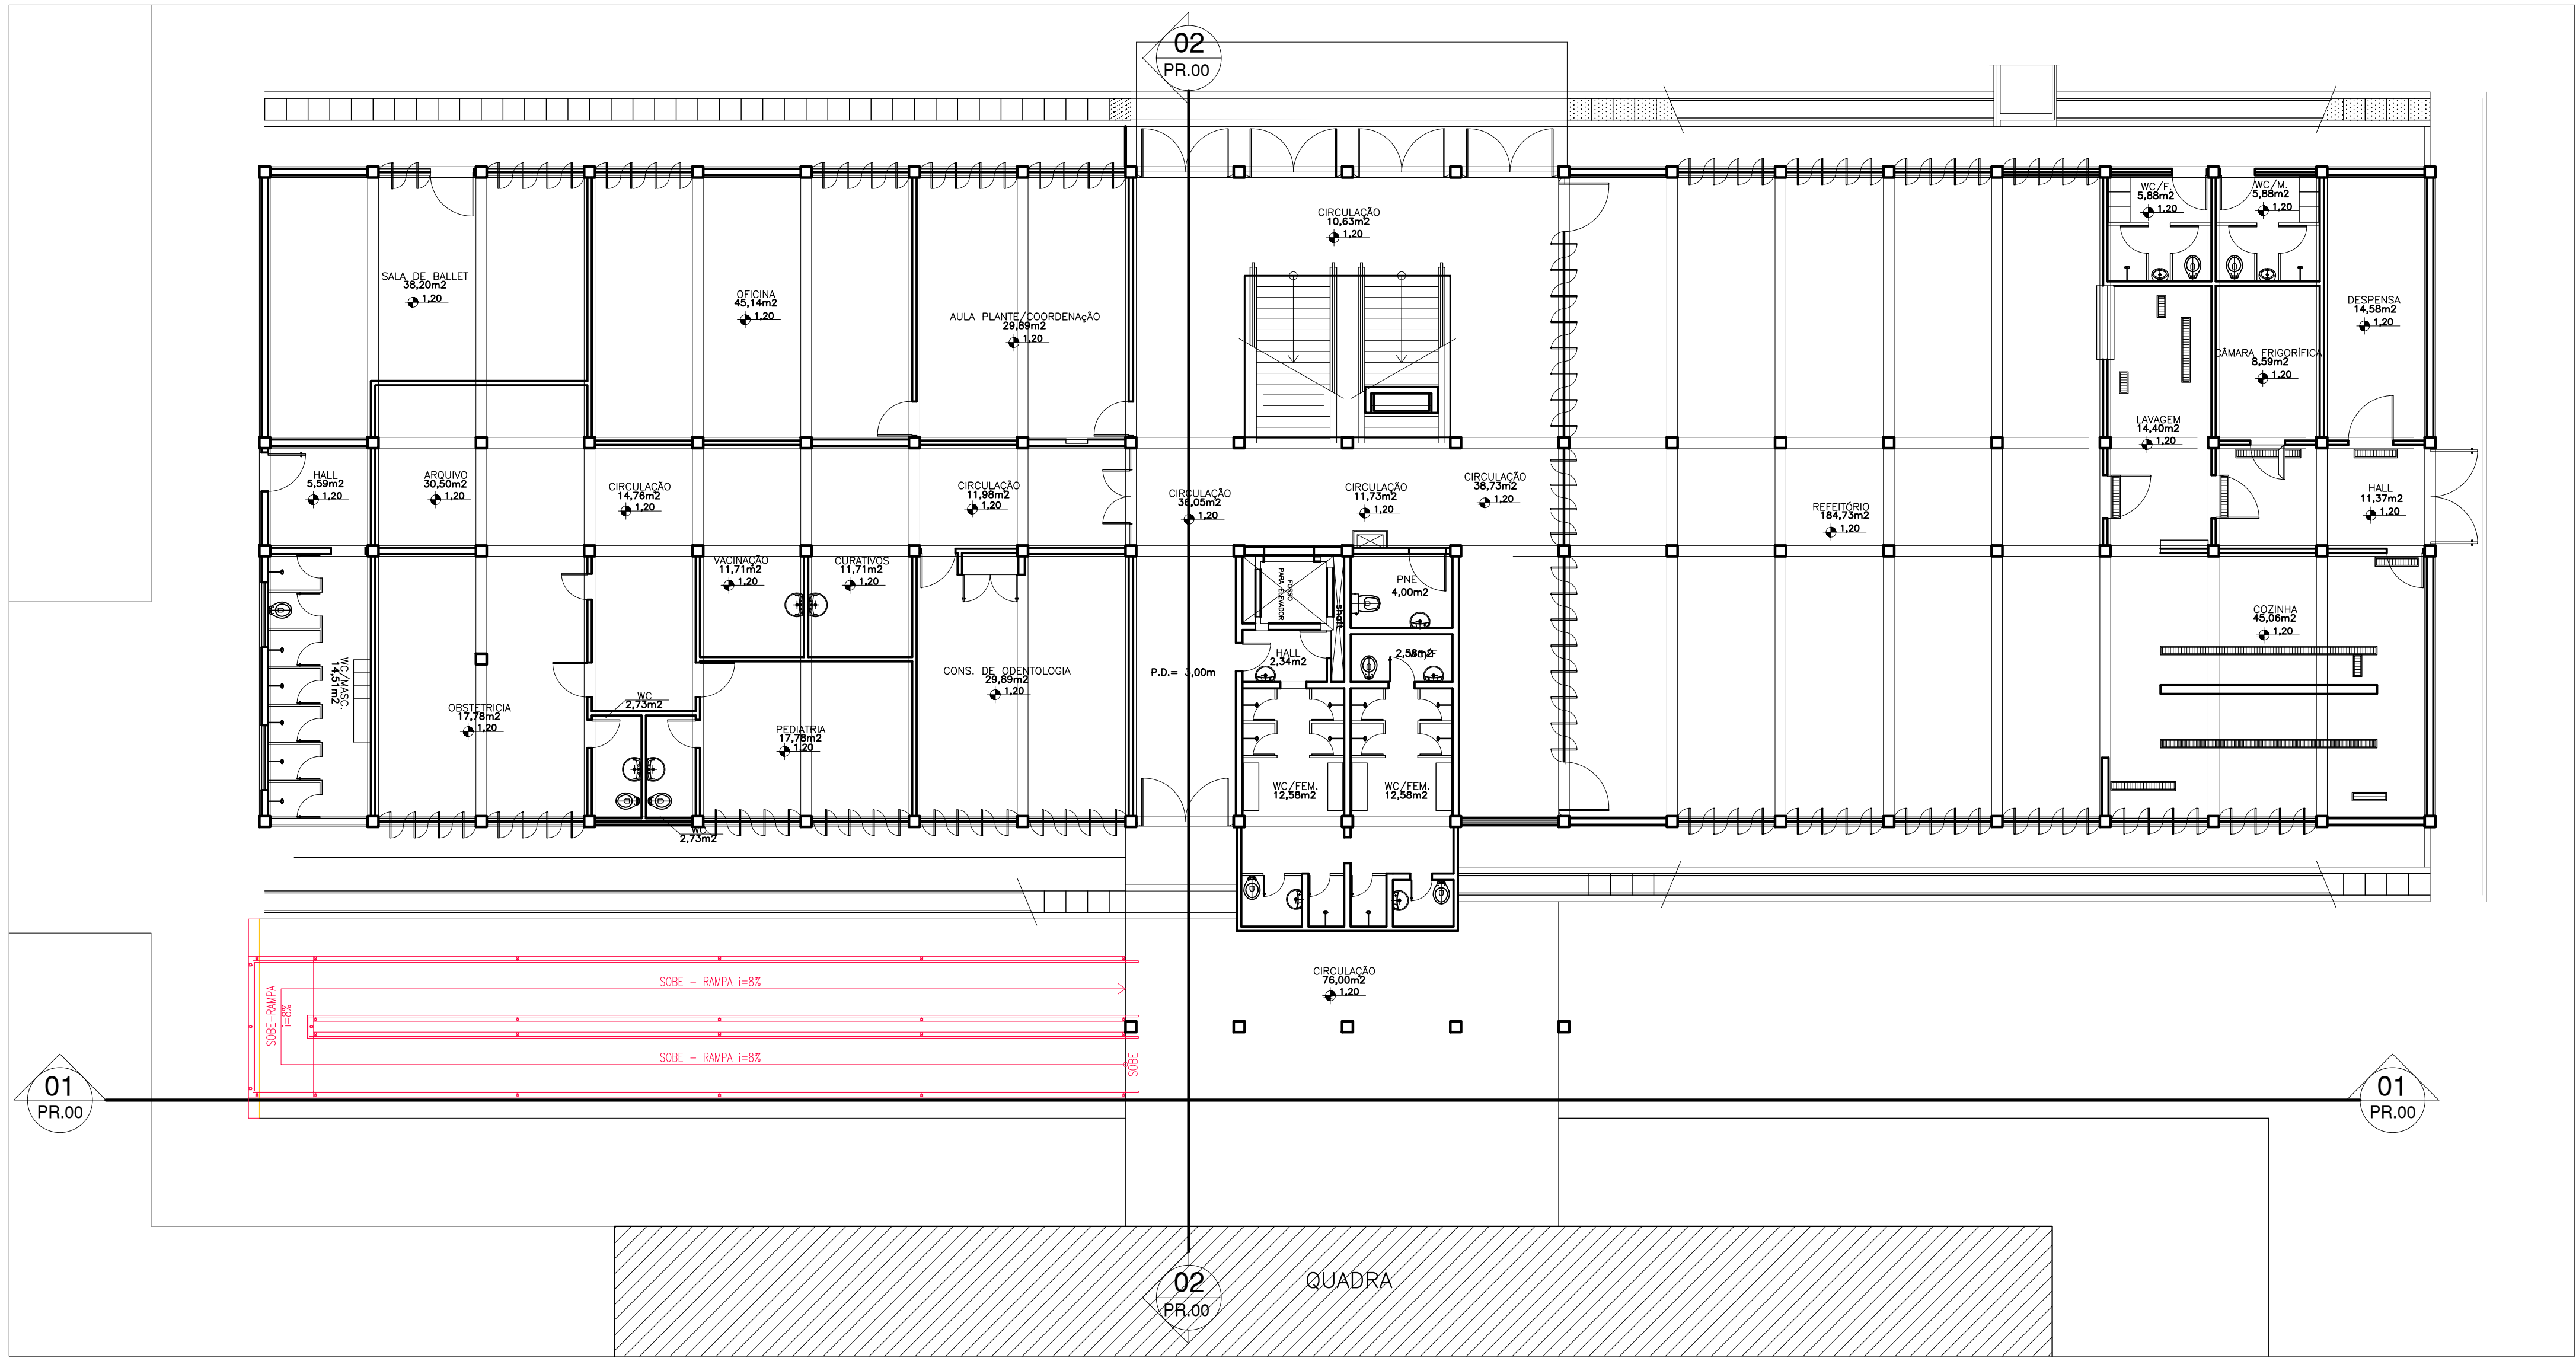 02
PR.00
WC/F.
5,88m2
1,20
WC/M.
5,88m2
1,20
CIRCULAÇÃO
10,63m2
1,20
SALA DE BALLET
38,20m2
1,20
OFICINA
45,14m2
1,20
AULA PLANTE/COORDENAçÃO
29,89m2
1,20
DESPENSA
14,58m2
1,20
CÂMARA FRIGORÍFICA
8,59m2
1,20
LAVAGEM
14,40m2
1,20
HALL
5,59m2
1,20
ARQUIVO
30,50m2
1,20
CIRCULAÇÃO
14,76m2
1,20
CIRCULAÇÃO
11,98m2
1,20
CIRCULAÇÃO
36,05m2
1,20
CIRCULAÇÃO
11,73m2
1,20
CIRCULAÇÃO
38,73m2
1,20
REFEITÓRIO
184,73m2
1,20
HALL
11,37m2
1,20
VACINAÇÃO
11,71m2
1,20
CURATIVOS
11,71m2
1,20
FOSSO
PARA ELEVADOR
shaft
PNE
4,00m2
COZINHA
45,06m2
1,20
WC/MASC.
14,51m2
HALL
2,34m2
2,58m2
CONS. DE ODENTOLOGIA
29,89m2
1,20
P.D.= 3,00m
WC
2,73m2
OBSTETRICIA
17,78m2
1,20
PEDIATRIA
17,78m2
1,20
WC/FEM.
12,58m2
WC/FEM.
12,58m2
WC
2,73m2
CIRCULAÇÃO
76,00m2
1,20
SOBE - RAMPA i=8%
SOBE-RAMPA
i=8%
SOBE - RAMPA i=8%
SOBE
01
PR.00
01
PR.00
QUADRA
02
PR.00